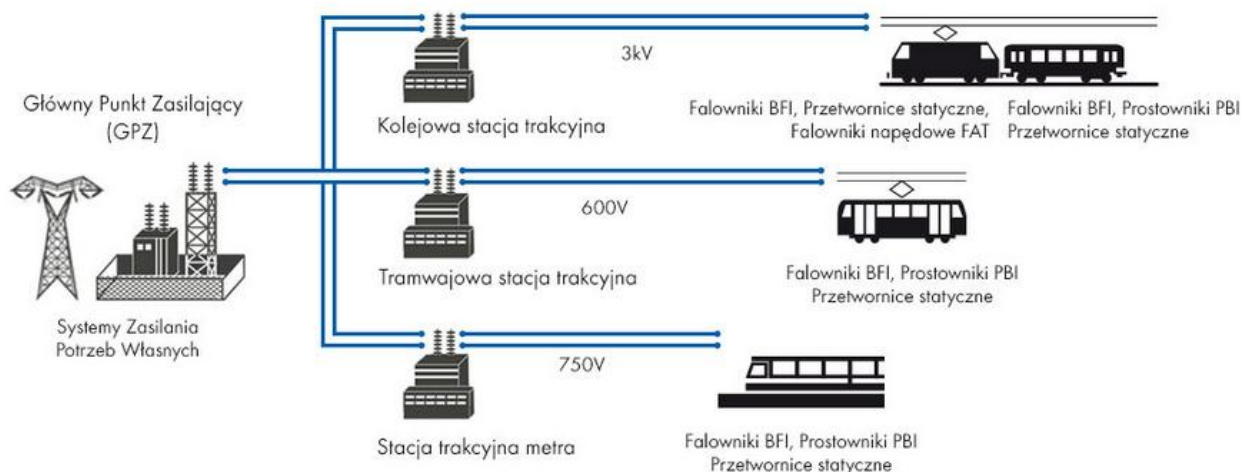 Główny Punkt Zasilający
(GPZ)
Systemy Zasilania
Potrzeb Własnych
Kolejowa stacja trakcyjna
3kV
Falowniki BFI, Przetwornice statyczne,
Falowniki napędowe FAT
Falowniki BFI, Prostowniki PBI
Przetwornice statyczne
Tramwajowa stacja trakcyjna
600V
Falowniki BFI, Prostowniki PBI
Przetwornice statyczne
Stacja trakcyjna metra
750V
Falowniki BFI, Prostowniki PBI
Przetwornice statyczne